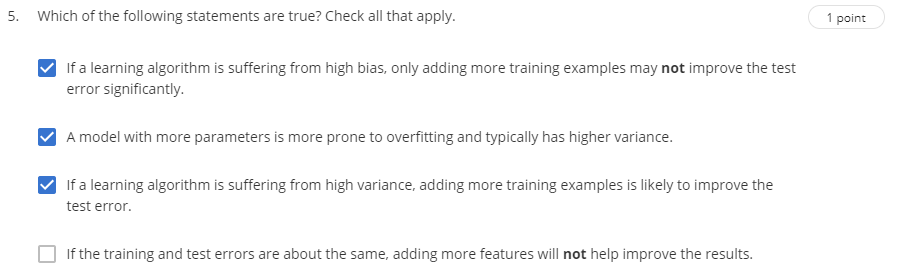 5. Which of the following statements are true? Check all that apply.
1 point
If a learning algorithm is suffering from high bias, only adding more training examples may not improve the test
error significantly.
A model with more parameters is more prone to overfitting and typically has higher variance.
If a learning algorithm is suffering from high variance, adding more training examples is likely to improve the
test error.
If the training and test errors are about the same, adding more features will not help improve the results.